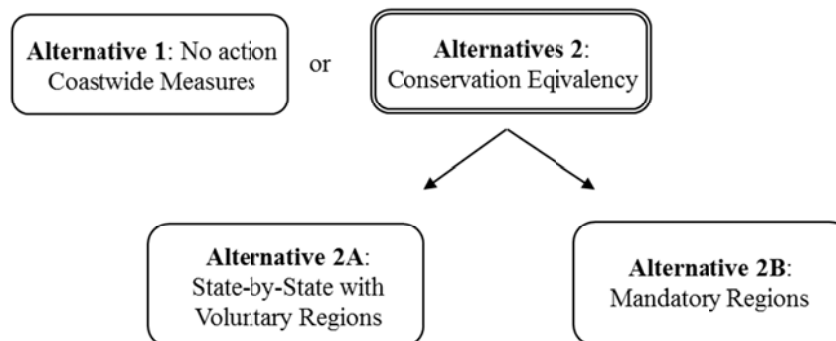 Alternative 1: No action
Coastwide Measures
or
Alternatives 2:
Conservation Eqivalency
Alternative 2A:
State-by-State with
Voluntary Regions
Alternative 2B:
Mandatory Regions